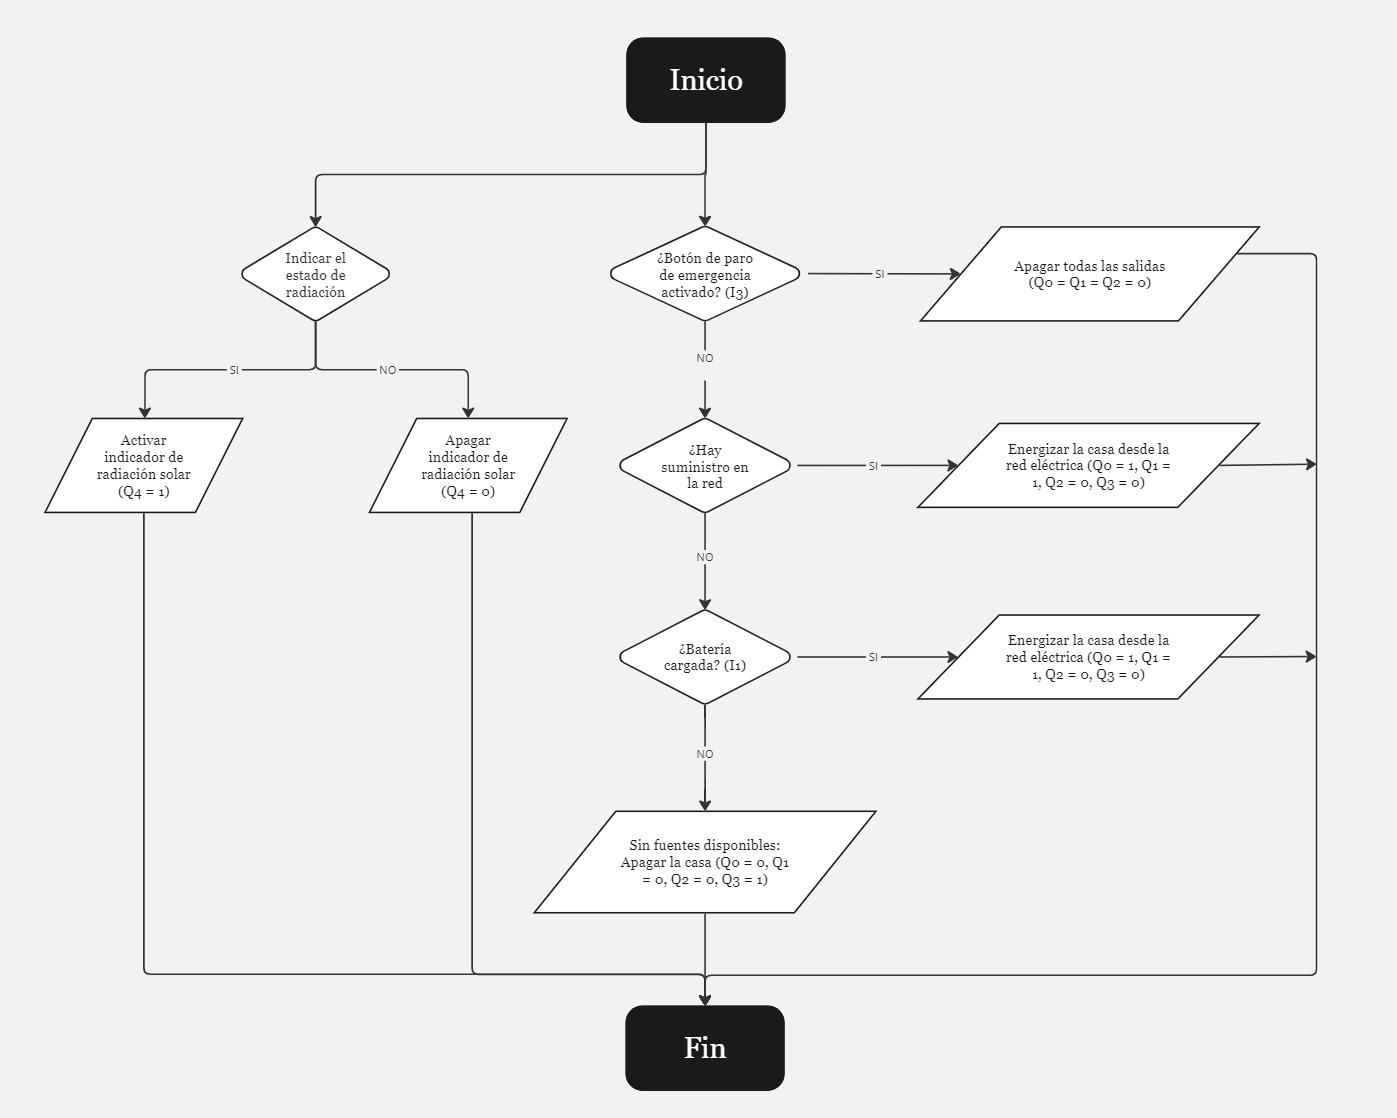 Inicio
Indicar el
estado de
radiación
¿Botón de paro
de emergencia
activado? (I3)
SI
Apagar todas las salidas
(Q0 = Q1 = Q2 = 0)
NO
SI
NO
Activar
indicador de
radiación solar
(Q4 = 1)
Apagar
indicador de
radiación solar
(Q4 = 0)
¿Hay
suministro en
la red
SI
Energizar la casa desde la
red eléctrica (Q0 = 1, Q1 =
1, Q2 = 0, Q3 = 0)
NO
¿Batería
cargada? (I1)
SI
Energizar la casa desde la
red eléctrica (Q0 = 1, Q1 =
1, Q2 = 0, Q3 = 0)
NO
Sin fuentes disponibles:
Apagar la casa (Q0 = 0, Q1
= 0, Q2 = 0, Q3 = 1)
Fin